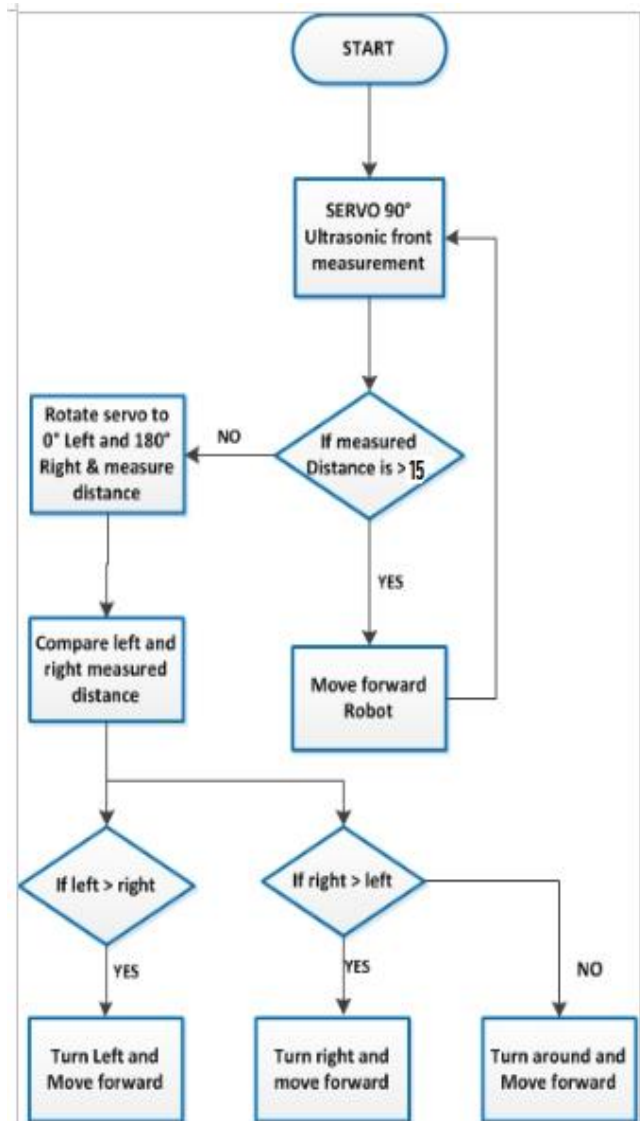 START
SERVO 90°
Ultrasonic front
measurement
Rotate servo to
0° Left and 180°
Right & measure
distance
NO
If measured
Distance is > 15
YES
Compare left and
right measured
distance
Move forward
Robot
If left > right
If right > left
YES
YES
NO
Turn Left and
Move forward
Turn right and
move forward
Turn around and
Move forward